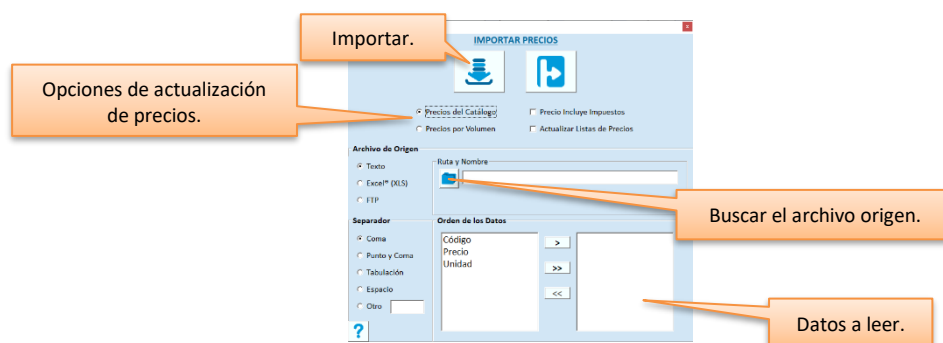 Importar.
x
IMPORTAR PRECIOS
Opciones de actualización
de precios.
Precios del Catálogo
Precio Incluye Impuestos
Precios por Volumen
Actualizar Listas de Precios
Archivo de Origen
Texto
Ruta y Nombre
Excel® (XLS)
FTP
Buscar el archivo origen.
Separador
Orden de los Datos
Coma
Código
>
Punto y Coma
Precio
Unidad
Tabulación
>>
Espacio
<<
Otro
Datos a leer.
?